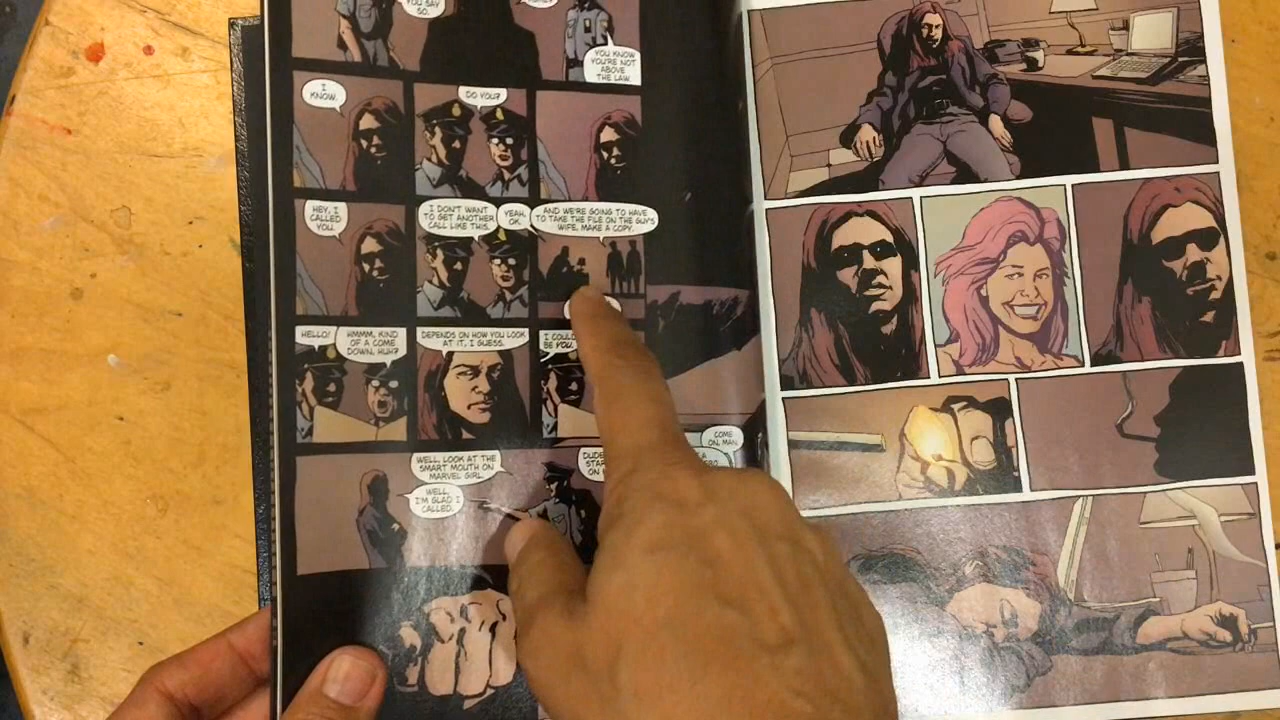 YOU SAY
SO.
YOU KNOW
YOU'RE NOT
ABOVE
THE LAW.
I
KNOW.
DO YOU?
HEY, I
CALLED
YOU.
I DON'T WANT
TO GET ANOTHER
CALL LIKE THIS.
YEAH,
OK.
AND WE'RE GOING TO HAVE
TO TAKE THE FILE ON THE GUY'S
WIFE, MAKE A COPY.
HELLO!
HMMM, KIND
OF A COME
DOWN, HUH?
DEPENDS ON HOW YOU LOOK
AT IT, I GUESS.
I COULD
BE YOU.
WELL, LOOK AT THE
SMART MOUTH ON
MARVEL GIRL.
WELL,
I'M GLAD I
CALLED.
COME
ON, MAN.